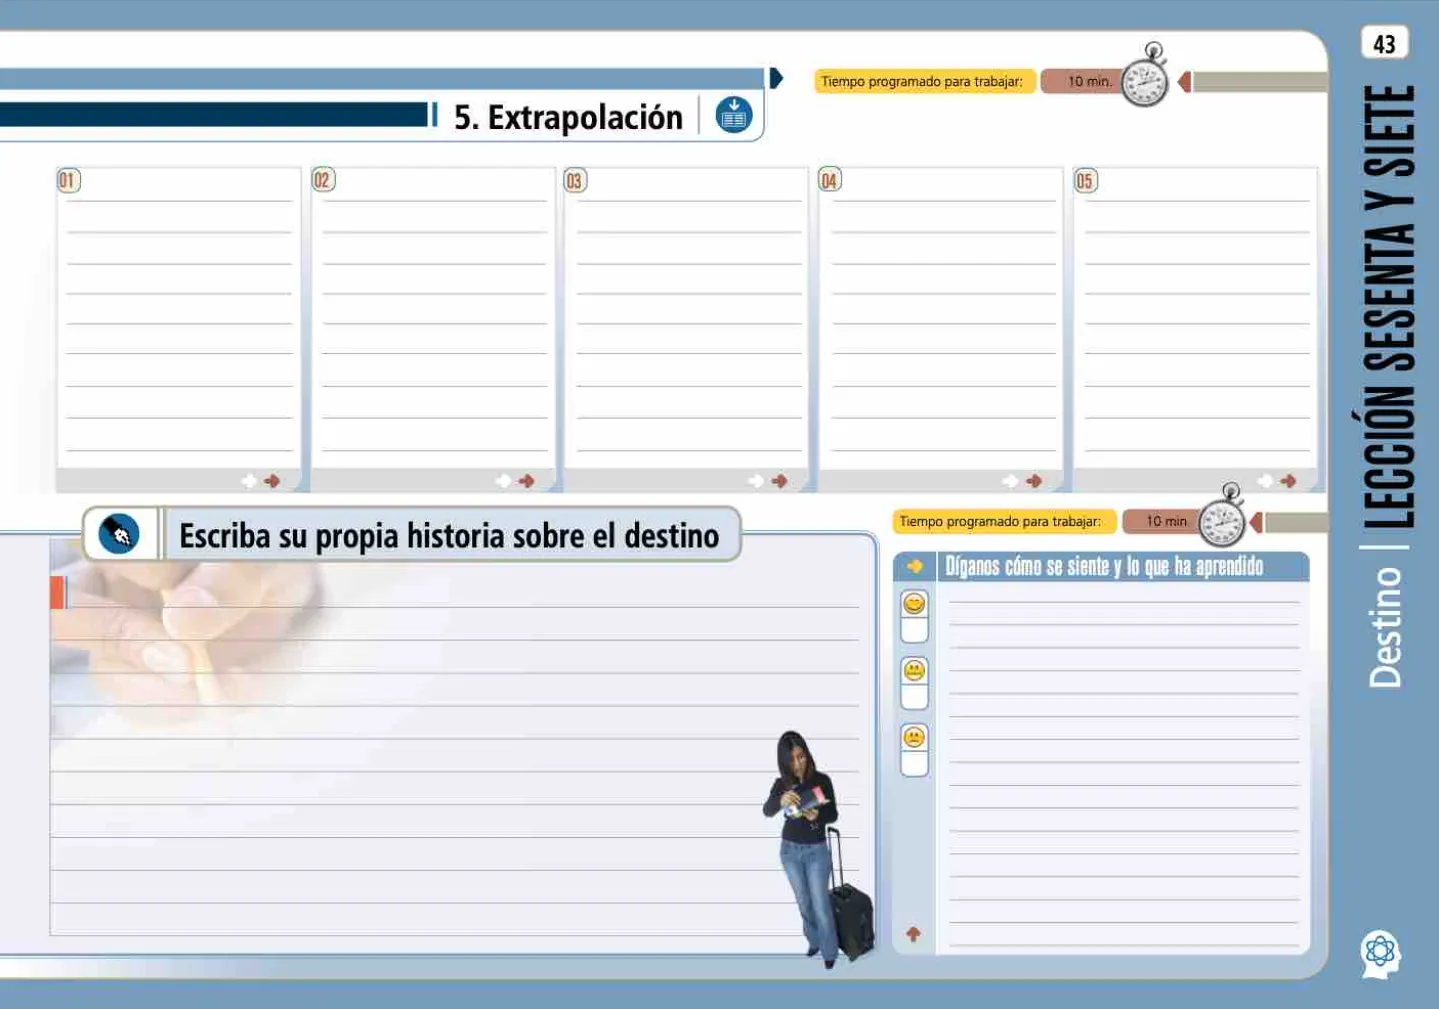 43
Tiempo programado para trabajar:
10 min.
5. Extrapolación
01
02
03
04
05
Escriba su propia historia sobre el destino
Tiempo programado para trabajar:
10 min
Díganos cómo se siente y lo que ha aprendido
Destino | LECCIÓN SESENTA Y SIETE